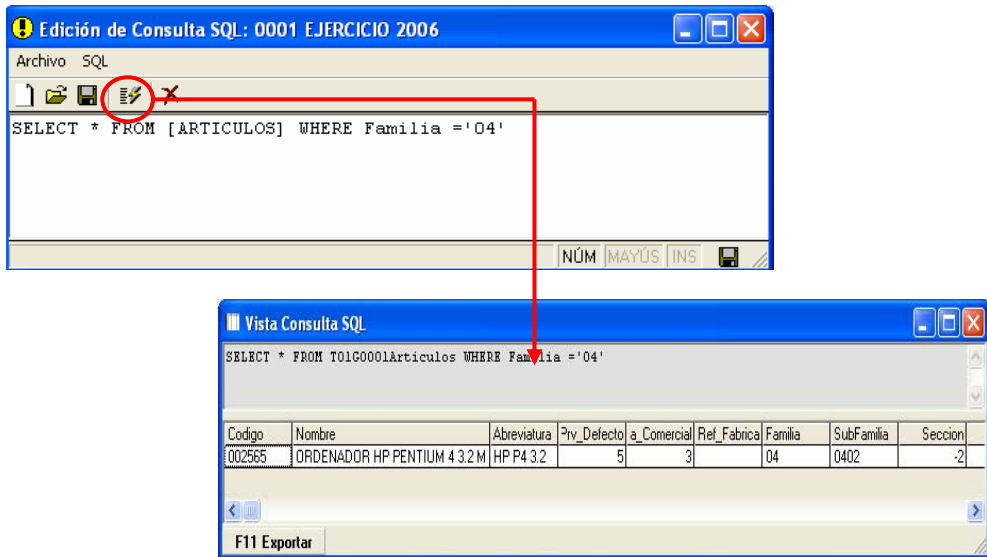 Edición de Consulta SQL: 0001 EJERCICIO 2006
Archivo SQL
SELECT * FROM [ARTICULOS] WHERE Familia ='04'
NÚM MAYÚS INS
Vista Consulta SQL
SELECT * FROM T01G0001Articulos WHERE Familia ='04'
Codigo Nombre Abreviatura Prv_Defecto a_Comercial Ref_Fabrica Familia SubFamilia Seccion
002565 ORDENADOR HP PENTIUM 4 3.2 M HP P4 3.2 5 3 04 0402 -2
F11 Exportar